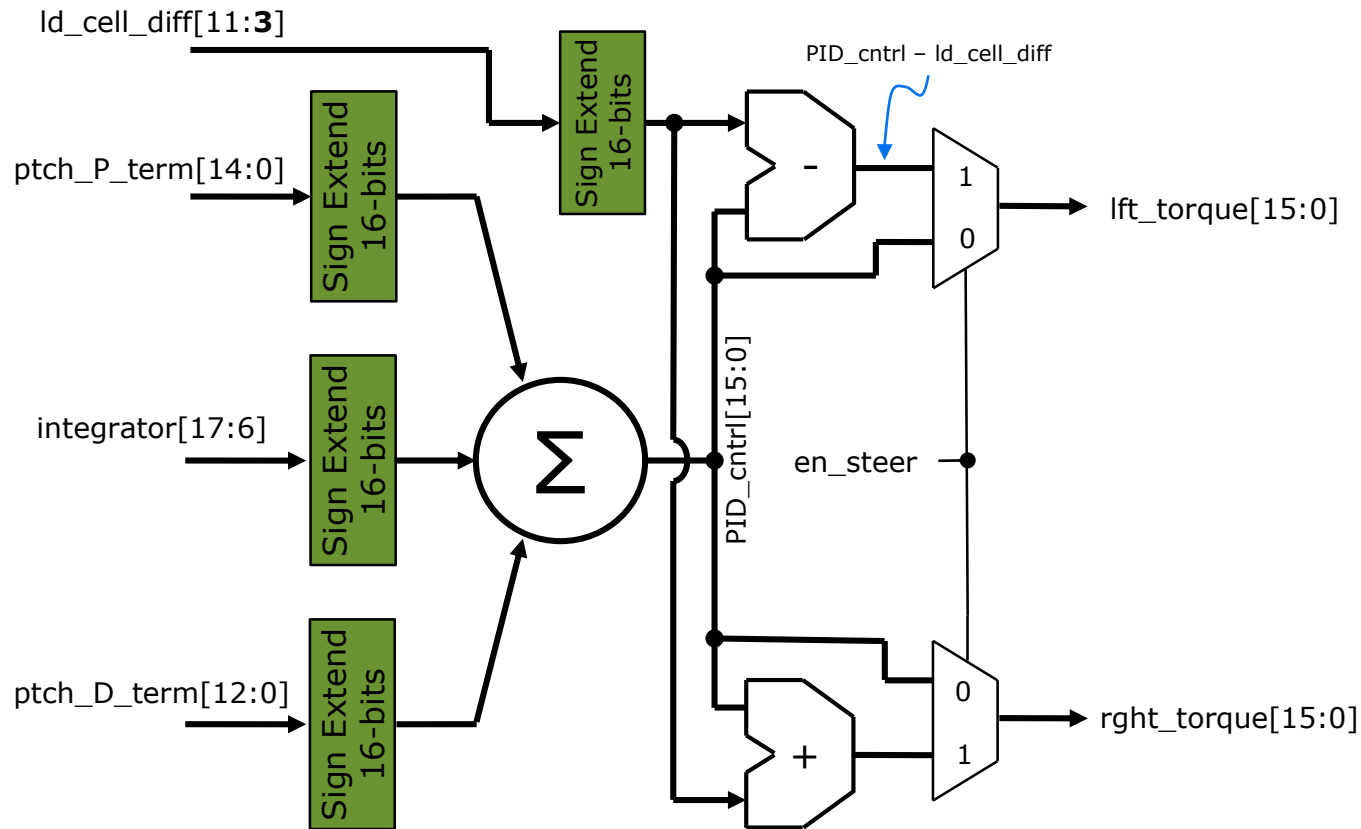 ld_cell_diff[11:3]
Sign Extend
16-bits
PID_cntrl – ld_cell_diff
ptch_P_term[14:0]
Sign Extend
16-bits
-
1
0
lft_torque[15:0]
integrator[17:6]
Sign Extend
16-bits
Σ
PID_cntrl[15:0]
en_steer
ptch_D_term[12:0]
Sign Extend
16-bits
+
0
1
rght_torque[15:0]